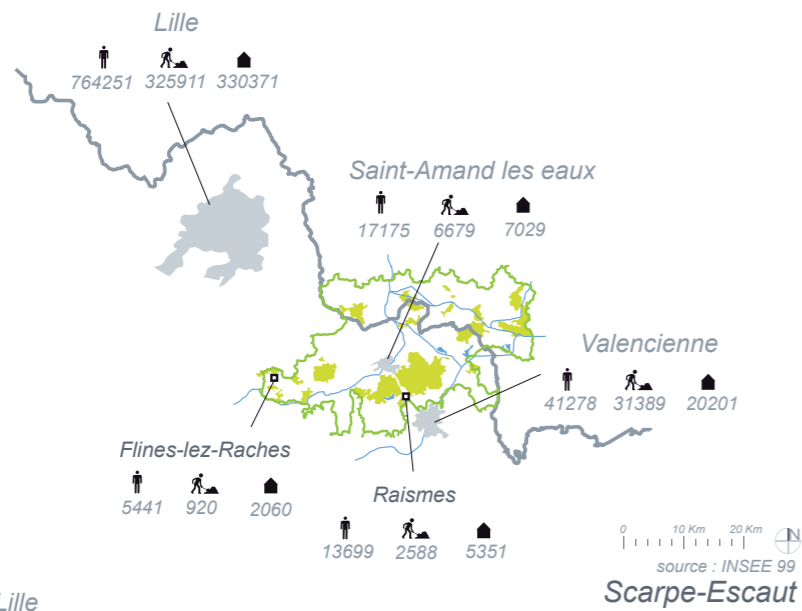 Lille
764251 325911 330371
Saint-Amand les eaux
17175 6679 7029
Valencienne
41278 31389 20201
Flines-lez-Raches
5441 920 2060
Raismes
13699 2588 5351
0 10 Km 20 Km
N
source : INSEE 99
Scarpe-Escaut
Lille